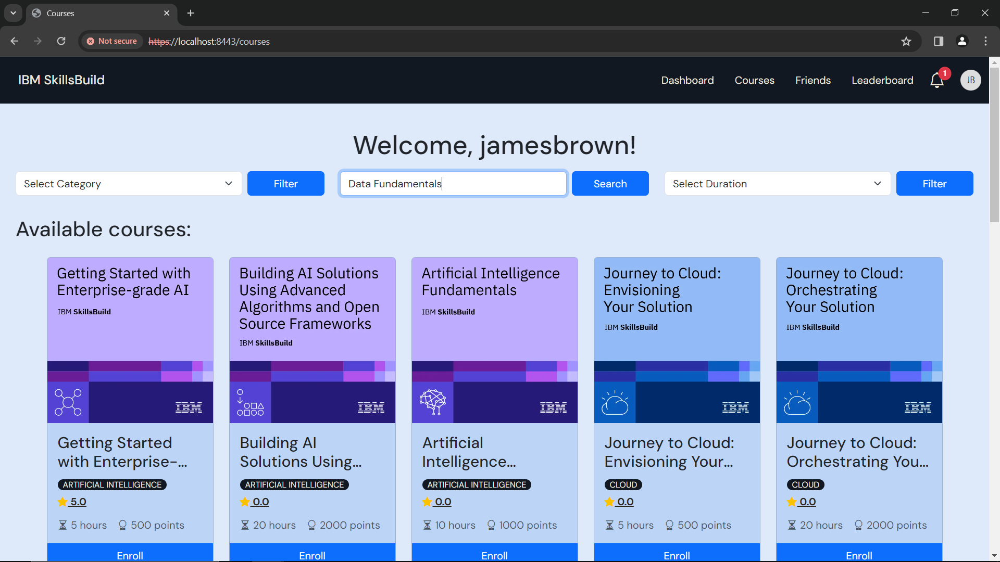 Courses
Not secure
https://localhost:8443/courses
IBM SkillsBuild
Dashboard
Courses
Friends
Leaderboard
1
JB
Welcome, jamesbrown!
Select Category
Filter
Data Fundamentals
Search
Select Duration
Filter
Available courses:
Getting Started with
Enterprise-grade AI
IBM SkillsBuild
IBM
Getting Started
with Enterprise-...
ARTIFICIAL INTELLIGENCE
5.0
5 hours
500 points
Enroll
Building AI Solutions
Using Advanced
Algorithms and Open
Source Frameworks
IBM SkillsBuild
IBM
Building AI
Solutions Using...
ARTIFICIAL INTELLIGENCE
0.0
20 hours
2000 points
Enroll
Artificial Intelligence
Fundamentals
IBM SkillsBuild
IBM
Artificial
Intelligence...
ARTIFICIAL INTELLIGENCE
0.0
10 hours
1000 points
Enroll
Journey to Cloud:
Envisioning
Your Solution
IBM SkillsBuild
IBM
Journey to Cloud:
Envisioning Your...
CLOUD
0.0
5 hours
500 points
Enroll
Journey to Cloud:
Orchestrating
Your Solution
IBM SkillsBuild
IBM
Journey to Cloud:
Orchestrating You...
CLOUD
0.0
20 hours
2000 points
Enroll